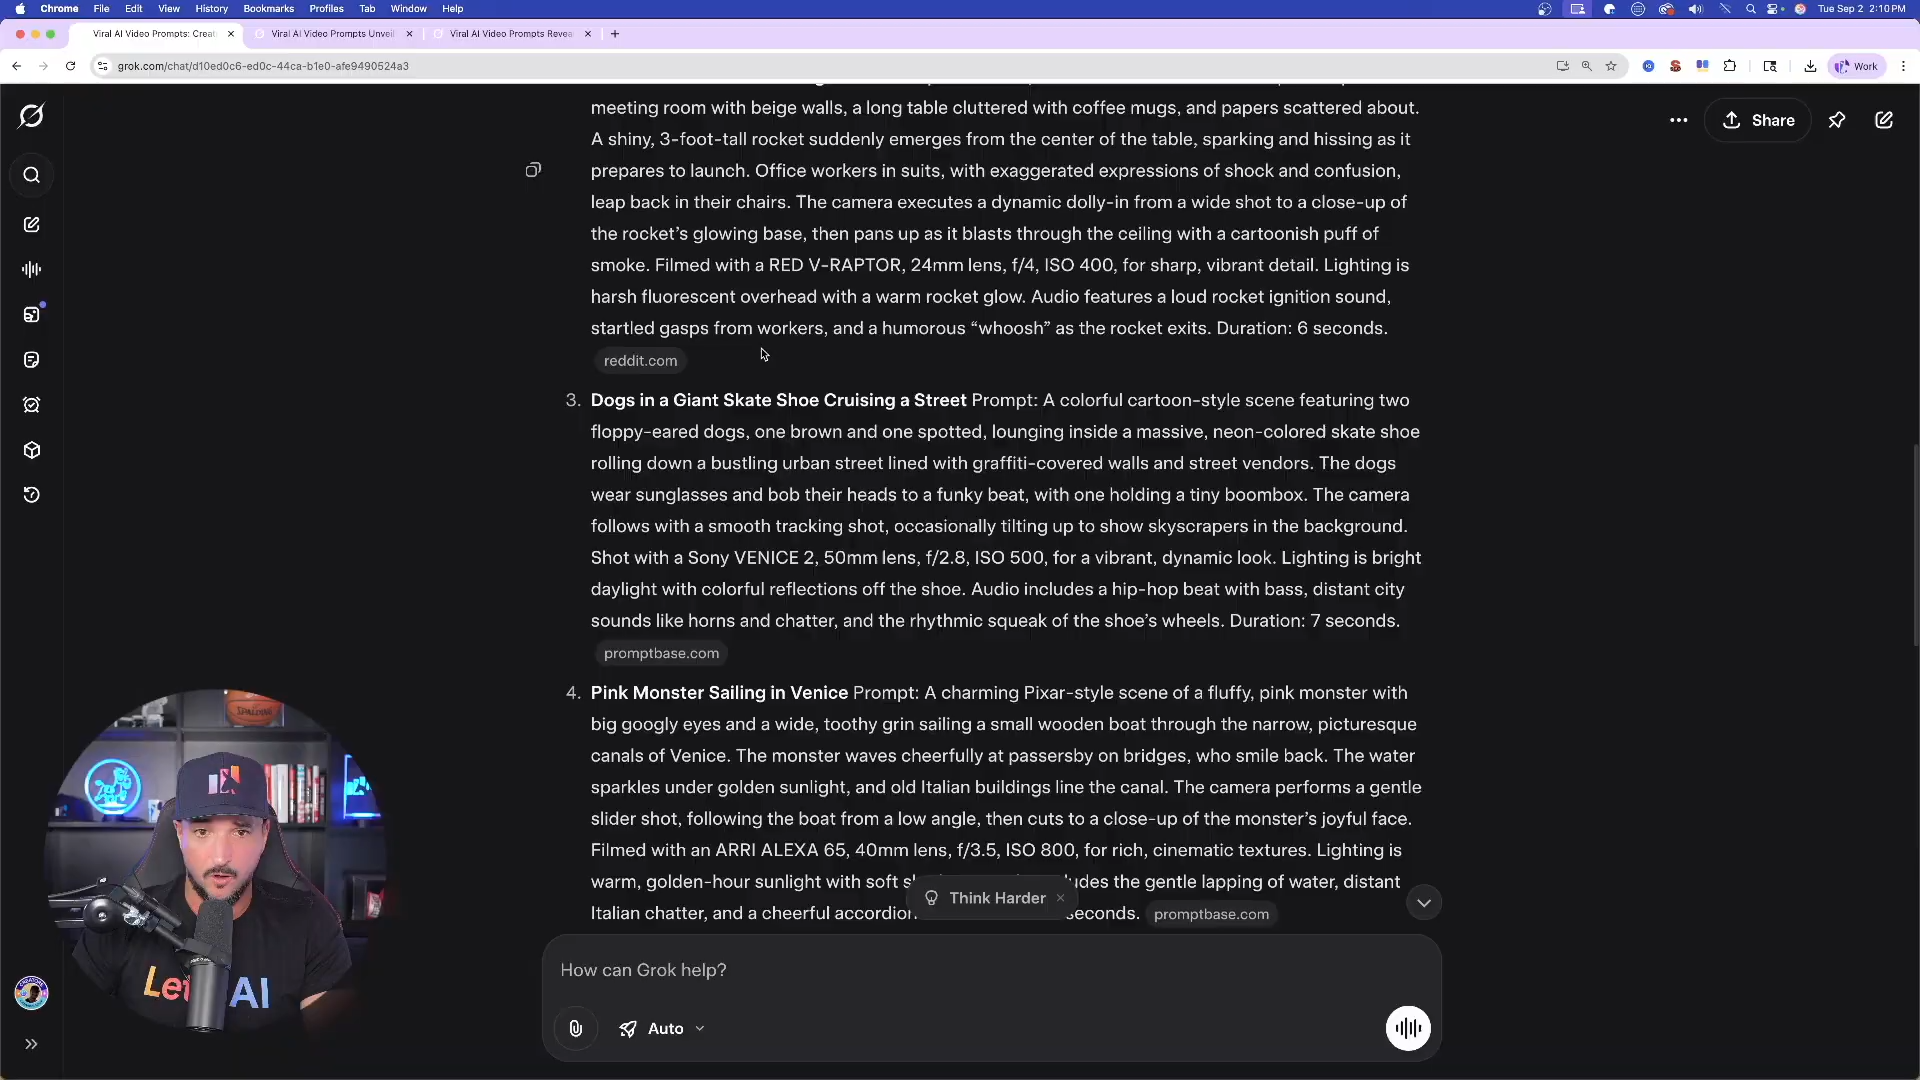 Chrome File Edit View History Bookmarks Profiles Tab Window Help
Tue Sep 2 2:10 PM
Viral AI Video Prompts: Creat
Viral AI Video Prompts Unveil
Viral AI Video Prompts Revea
grok.com/chat/d10ed0c6-ed0c-44ca-b1e0-afe9490524a3
Work
Share
meeting room with beige walls, a long table cluttered with coffee mugs, and papers scattered about.
A shiny, 3-foot-tall rocket suddenly emerges from the center of the table, sparking and hissing as it
prepares to launch. Office workers in suits, with exaggerated expressions of shock and confusion,
leap back in their chairs. The camera executes a dynamic dolly-in from a wide shot to a close-up of
the rocket's glowing base, then pans up as it blasts through the ceiling with a cartoonish puff of
smoke. Filmed with a RED V-RAPTOR, 24mm lens, f/4, ISO 400, for sharp, vibrant detail. Lighting is
harsh fluorescent overhead with a warm rocket glow. Audio features a loud rocket ignition sound,
startled gasps from workers, and a humorous “whoosh” as the rocket exits. Duration: 6 seconds.
reddit.com
3. Dogs in a Giant Skate Shoe Cruising a Street Prompt: A colorful cartoon-style scene featuring two
floppy-eared dogs, one brown and one spotted, lounging inside a massive, neon-colored skate shoe
rolling down a bustling urban street lined with graffiti-covered walls and street vendors. The dogs
wear sunglasses and bob their heads to a funky beat, with one holding a tiny boombox. The camera
follows with a smooth tracking shot, occasionally tilting up to show skyscrapers in the background.
Shot with a Sony VENICE 2, 50mm lens, f/2.8, ISO 500, for a vibrant, dynamic look. Lighting is bright
daylight with colorful reflections off the shoe. Audio includes a hip-hop beat with bass, distant city
sounds like horns and chatter, and the rhythmic squeak of the shoe's wheels. Duration: 7 seconds.
promptbase.com
4. Pink Monster Sailing in Venice Prompt: A charming Pixar-style scene of a fluffy, pink monster with
big googly eyes and a wide, toothy grin sailing a small wooden boat through the narrow, picturesque
canals of Venice. The monster waves cheerfully at passersby on bridges, who smile back. The water
sparkles under golden sunlight, and old Italian buildings line the canal. The camera performs a gentle
slider shot, following the boat from a low angle, then cuts to a close-up of the monster's joyful face.
Filmed with an ARRI ALEXA 65, 40mm lens, f/3.5, ISO 800, for rich, cinematic textures. Lighting is
warm, golden-hour sunlight with soft the gentle lapping of water, distant
Think Harder
Italian chatter, and a cheerful accordion seconds. promptbase.com
How can Grok help?
Auto
SPALDING
AI